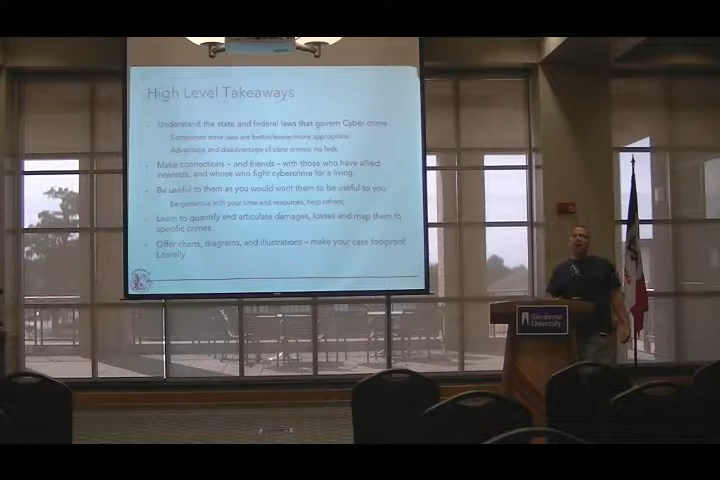 High Level Takeaways
Understand the state and federal laws that govern Cyber crime.
Sometimes state laws are better/easier/more appropriate
Advantage and disadvantage of state crimes: no feds
Make connections – and friends – with those who have allied
interests, and whose who fight cybercrime for a living.
Be useful to them as you would want them to be useful to you
Be generous with your time and resources, help others,
Learn to quantify and articulate damages, losses and map them to
specific crimes
Offer charts, diagrams, and illustrations – make your case foolproof
Literally
St. Ambrose
University